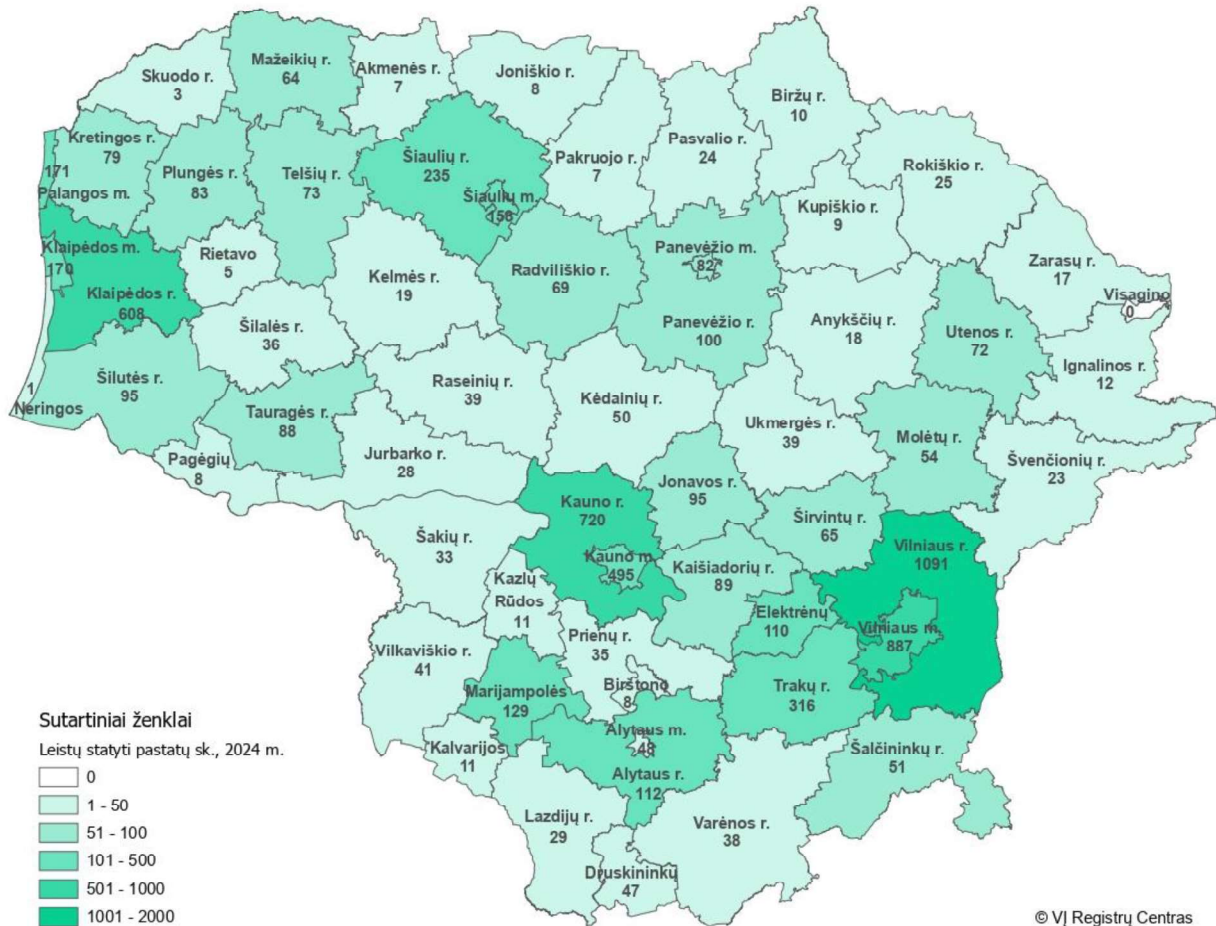 Skuodo r.
3
Mažeikių r.
64
Akmenės r.
7
Joniškio r.
8
Biržų r.
10
Kretingos r.
79
Plungės r.
83
Telšių r.
73
Šiaulių r.
235
Šiaulių m.
158
Pakruojo r.
7
Pasvalio r.
24
Rokiškio r.
25
171
Palangos m.
Kupiškio r.
9
Klaipėdos m.
170
Klaipėdos r.
608
Rietavo
5
Kelmės r.
19
Radviliškio r.
69
Panevėžio m.
82
Panevėžio r.
100
Zarasų r.
17
Visagino
0
Šilalės r.
36
Anykščių r.
18
Utenos r.
72
Ignalinos r.
12
1
Neringos
Šilutės r.
95
Tauragės r.
88
Raseinių r.
39
Kėdainių r.
50
Ukmergės r.
39
Molėtų r.
54
Švenčionių r.
23
Pagėgių
8
Jurbarko r.
28
Jonavos r.
95
Kauno r.
720
Kauno m.
495
Širvintų r.
65
Šakių r.
33
Kaišiadorių r.
89
Vilniaus r.
1091
Vilniaus m.
887
Kazlų
Rūdos
11
Elektrėnų
110
Prienų r.
35
Vilkaviškio r.
41
Birštono
8
Marijampolės
129
Trakų r.
316
Alytaus m.
48
Alytaus r.
112
Kalvarijos
11
Šalčininkų r.
51
Lazdijų r.
29
Varėnos r.
38
Druskininkų
47
Sutartiniai ženklai
Leistų statyti pastatų sk., 2024 m.
0
1 - 50
51 - 100
101 - 500
501 - 1000
1001 - 2000
© VĮ Registrų Centras